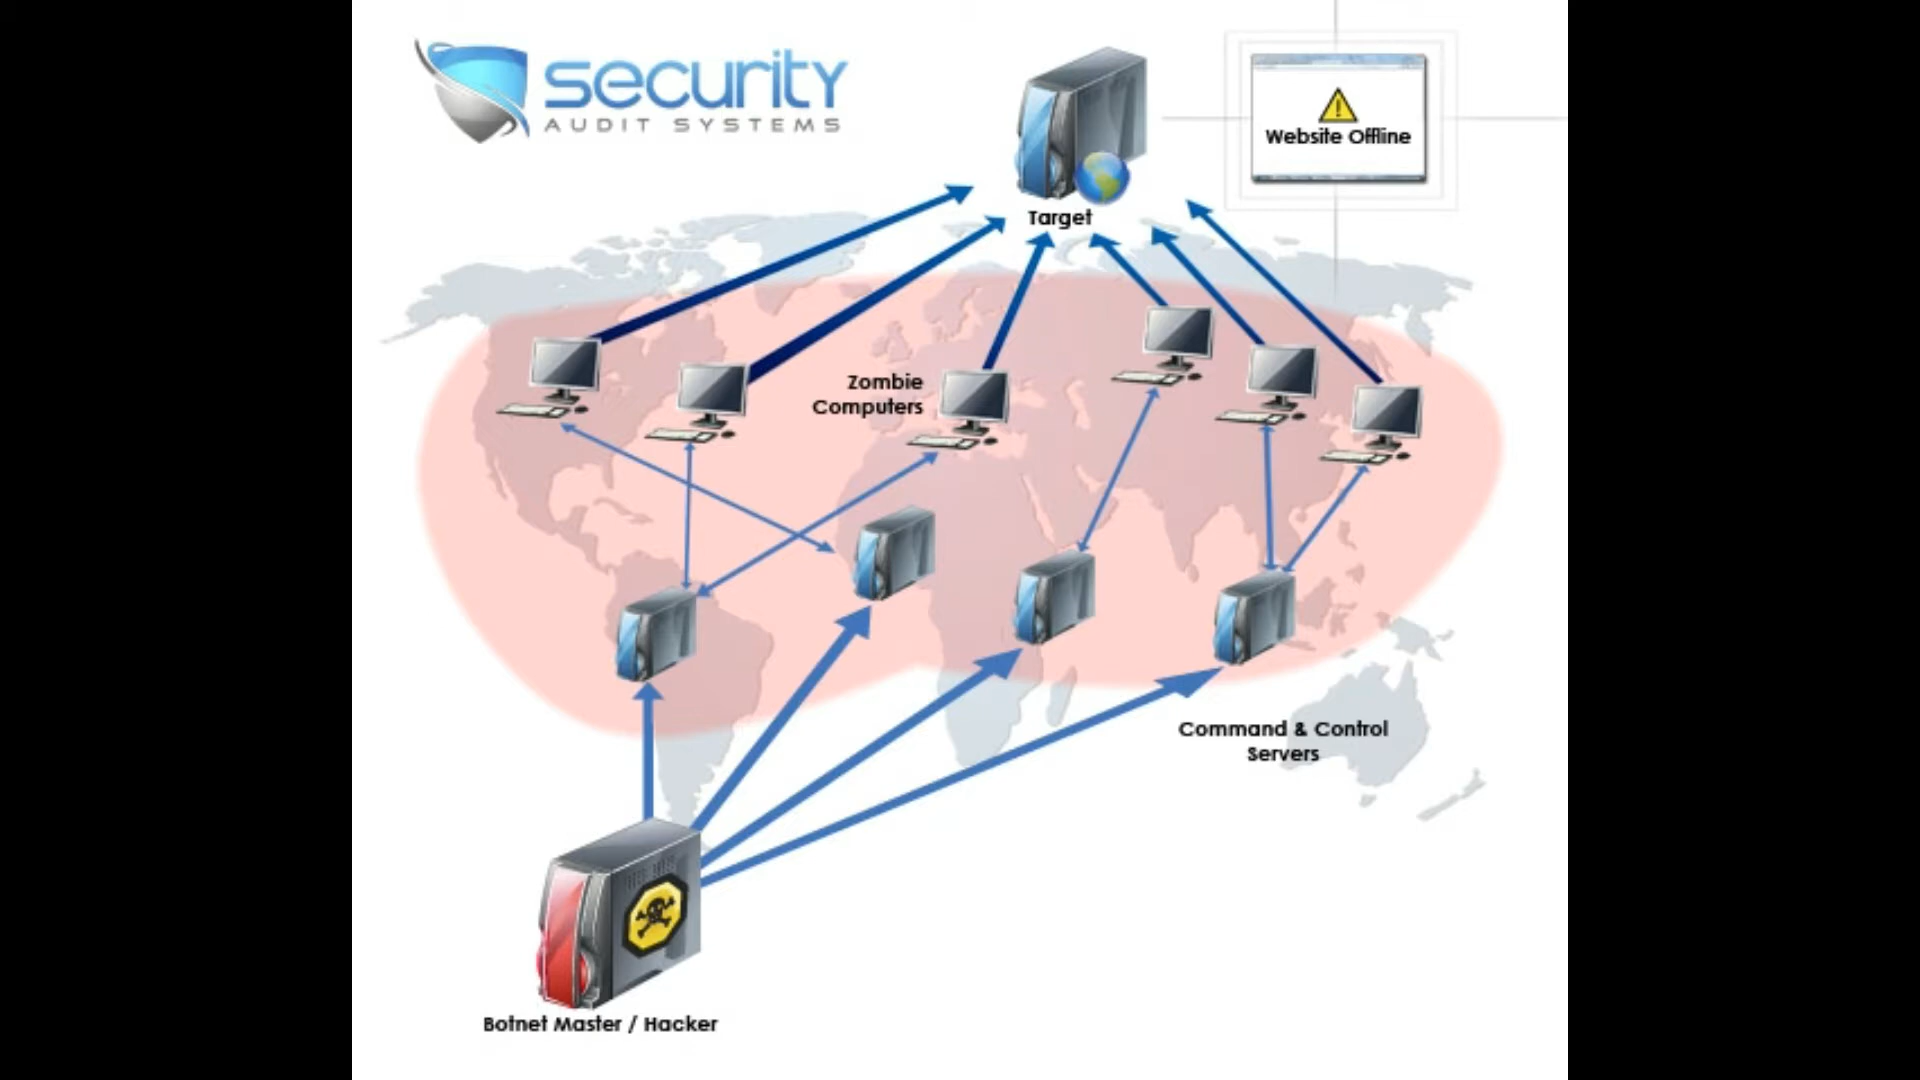 security
AUDIT SYSTEMS
Website Offline
Target
Zombie
Computers
Command & Control
Servers
Botnet Master / Hacker